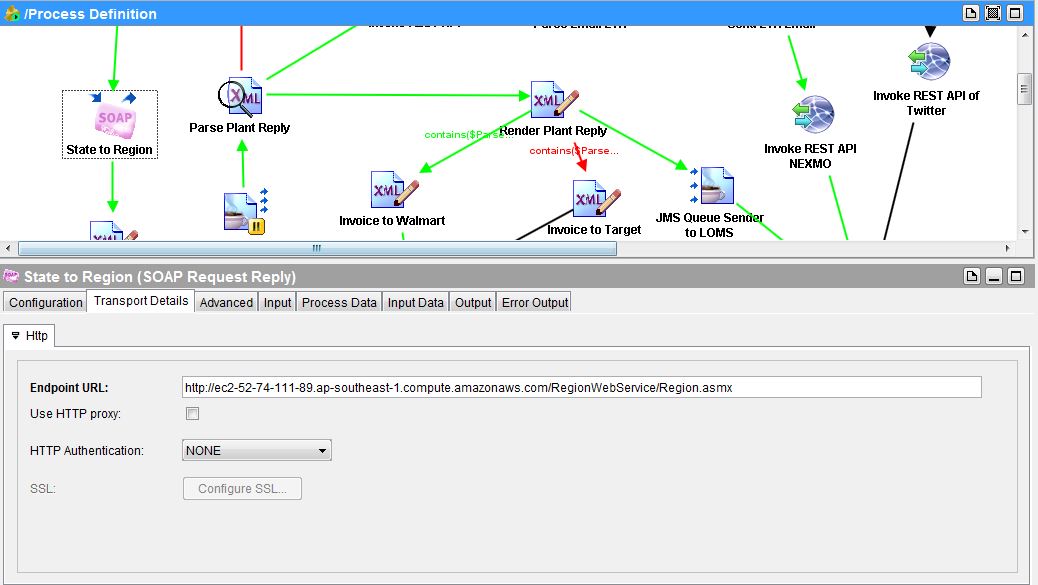 /Process Definition
SOAP
State to Region
XML
Parse Plant Reply
XML
Render Plant Reply
contains($Parse...
contains($Parse...
XML
Invoice to Walmart
XML
Invoice to Target
JMS Queue Sender
to LOMS
Invoke REST API
NEXMO
Invoke REST API of
Twitter
State to Region (SOAP Request Reply)
Configuration Transport Details Advanced Input Process Data Input Data Output Error Output
Http
Endpoint URL: http://ec2-52-74-111-89.ap-southeast-1.compute.amazonaws.com/RegionWebService/Region.asmx
Use HTTP proxy:
HTTP Authentication: NONE
SSL: Configure SSL...